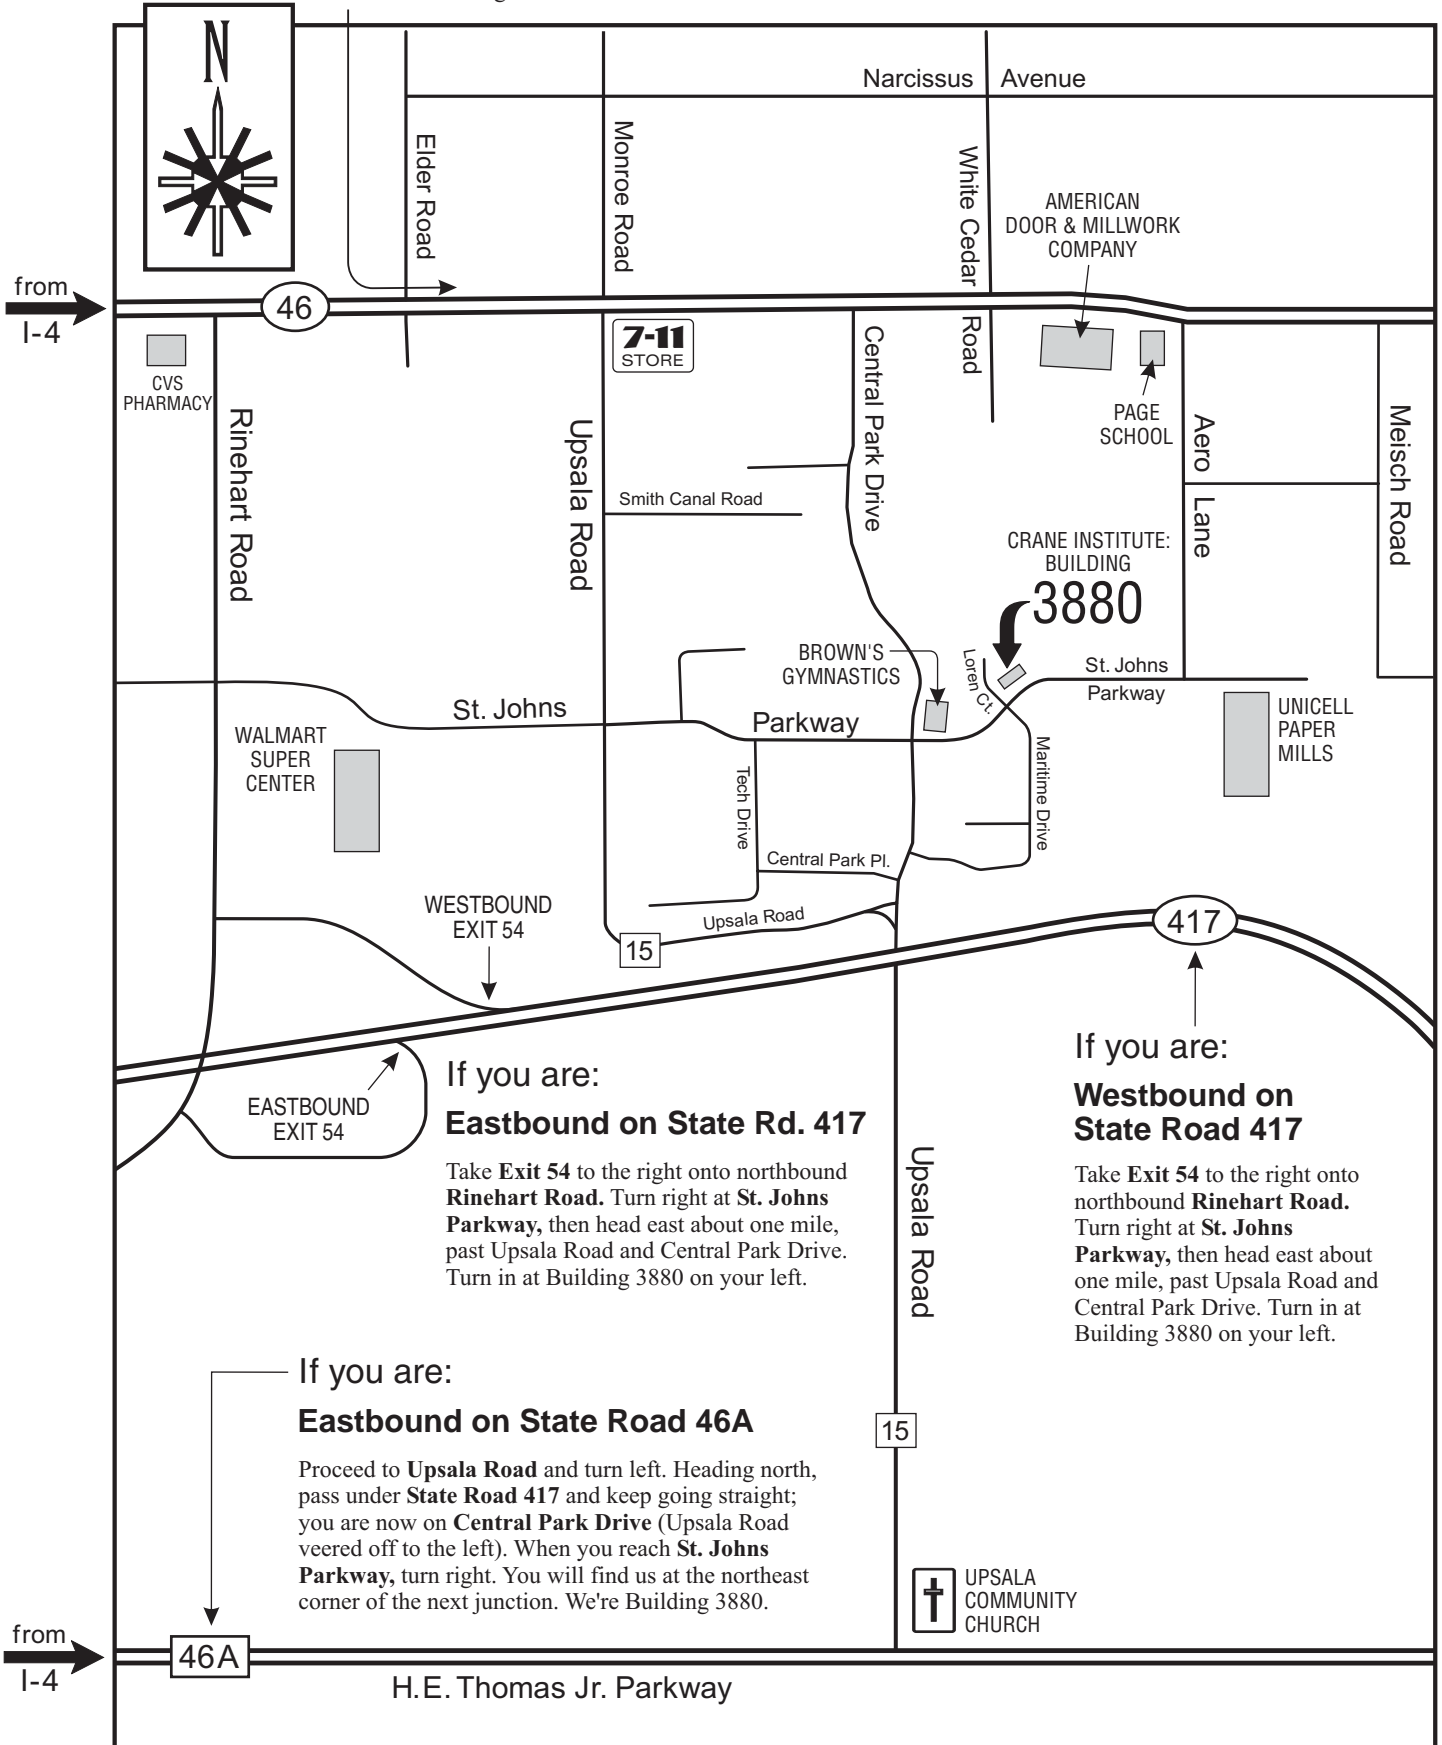 N
Narcissus Avenue
Elder Road
Monroe Road
White Cedar Road
AMERICAN
DOOR & MILLWORK
COMPANY
from
I-4
46
7-11
STORE
CVS
PHARMACY
PAGE
SCHOOL
Rinehart Road
Upsala Road
Central Park Drive
Aero Lane
Meisch Road
Smith Canal Road
CRANE INSTITUTE:
BUILDING
3880
BROWN'S
GYMNASTICS
Loren Ct.
St. Johns
Parkway
St. Johns Parkway
WALMART
SUPER
CENTER
UNICELL
PAPER
MILLS
Tech Drive
Maritime Drive
Central Park Pl.
Upsala Road
15
WESTBOUND
EXIT 54
417
EASTBOUND
EXIT 54
If you are:
Eastbound on State Rd. 417
Take Exit 54 to the right onto northbound
Rinehart Road. Turn right at St. Johns
Parkway, then head east about one mile,
past Upsala Road and Central Park Drive.
Turn in at Building 3880 on your left.
If you are:
Westbound on
State Road 417
Take Exit 54 to the right onto
northbound Rinehart Road.
Turn right at St. Johns
Parkway, then head east about
one mile, past Upsala Road and
Central Park Drive. Turn in at
Building 3880 on your left.
Upsala Road
15
If you are:
Eastbound on State Road 46A
Proceed to Upsala Road and turn left. Heading north,
pass under State Road 417 and keep going straight;
you are now on Central Park Drive (Upsala Road
veered off to the left). When you reach St. Johns
Parkway, turn right. You will find us at the northeast
corner of the next junction. We're Building 3880.
UPSALA
COMMUNITY
CHURCH
from
I-4
46A
H.E. Thomas Jr. Parkway